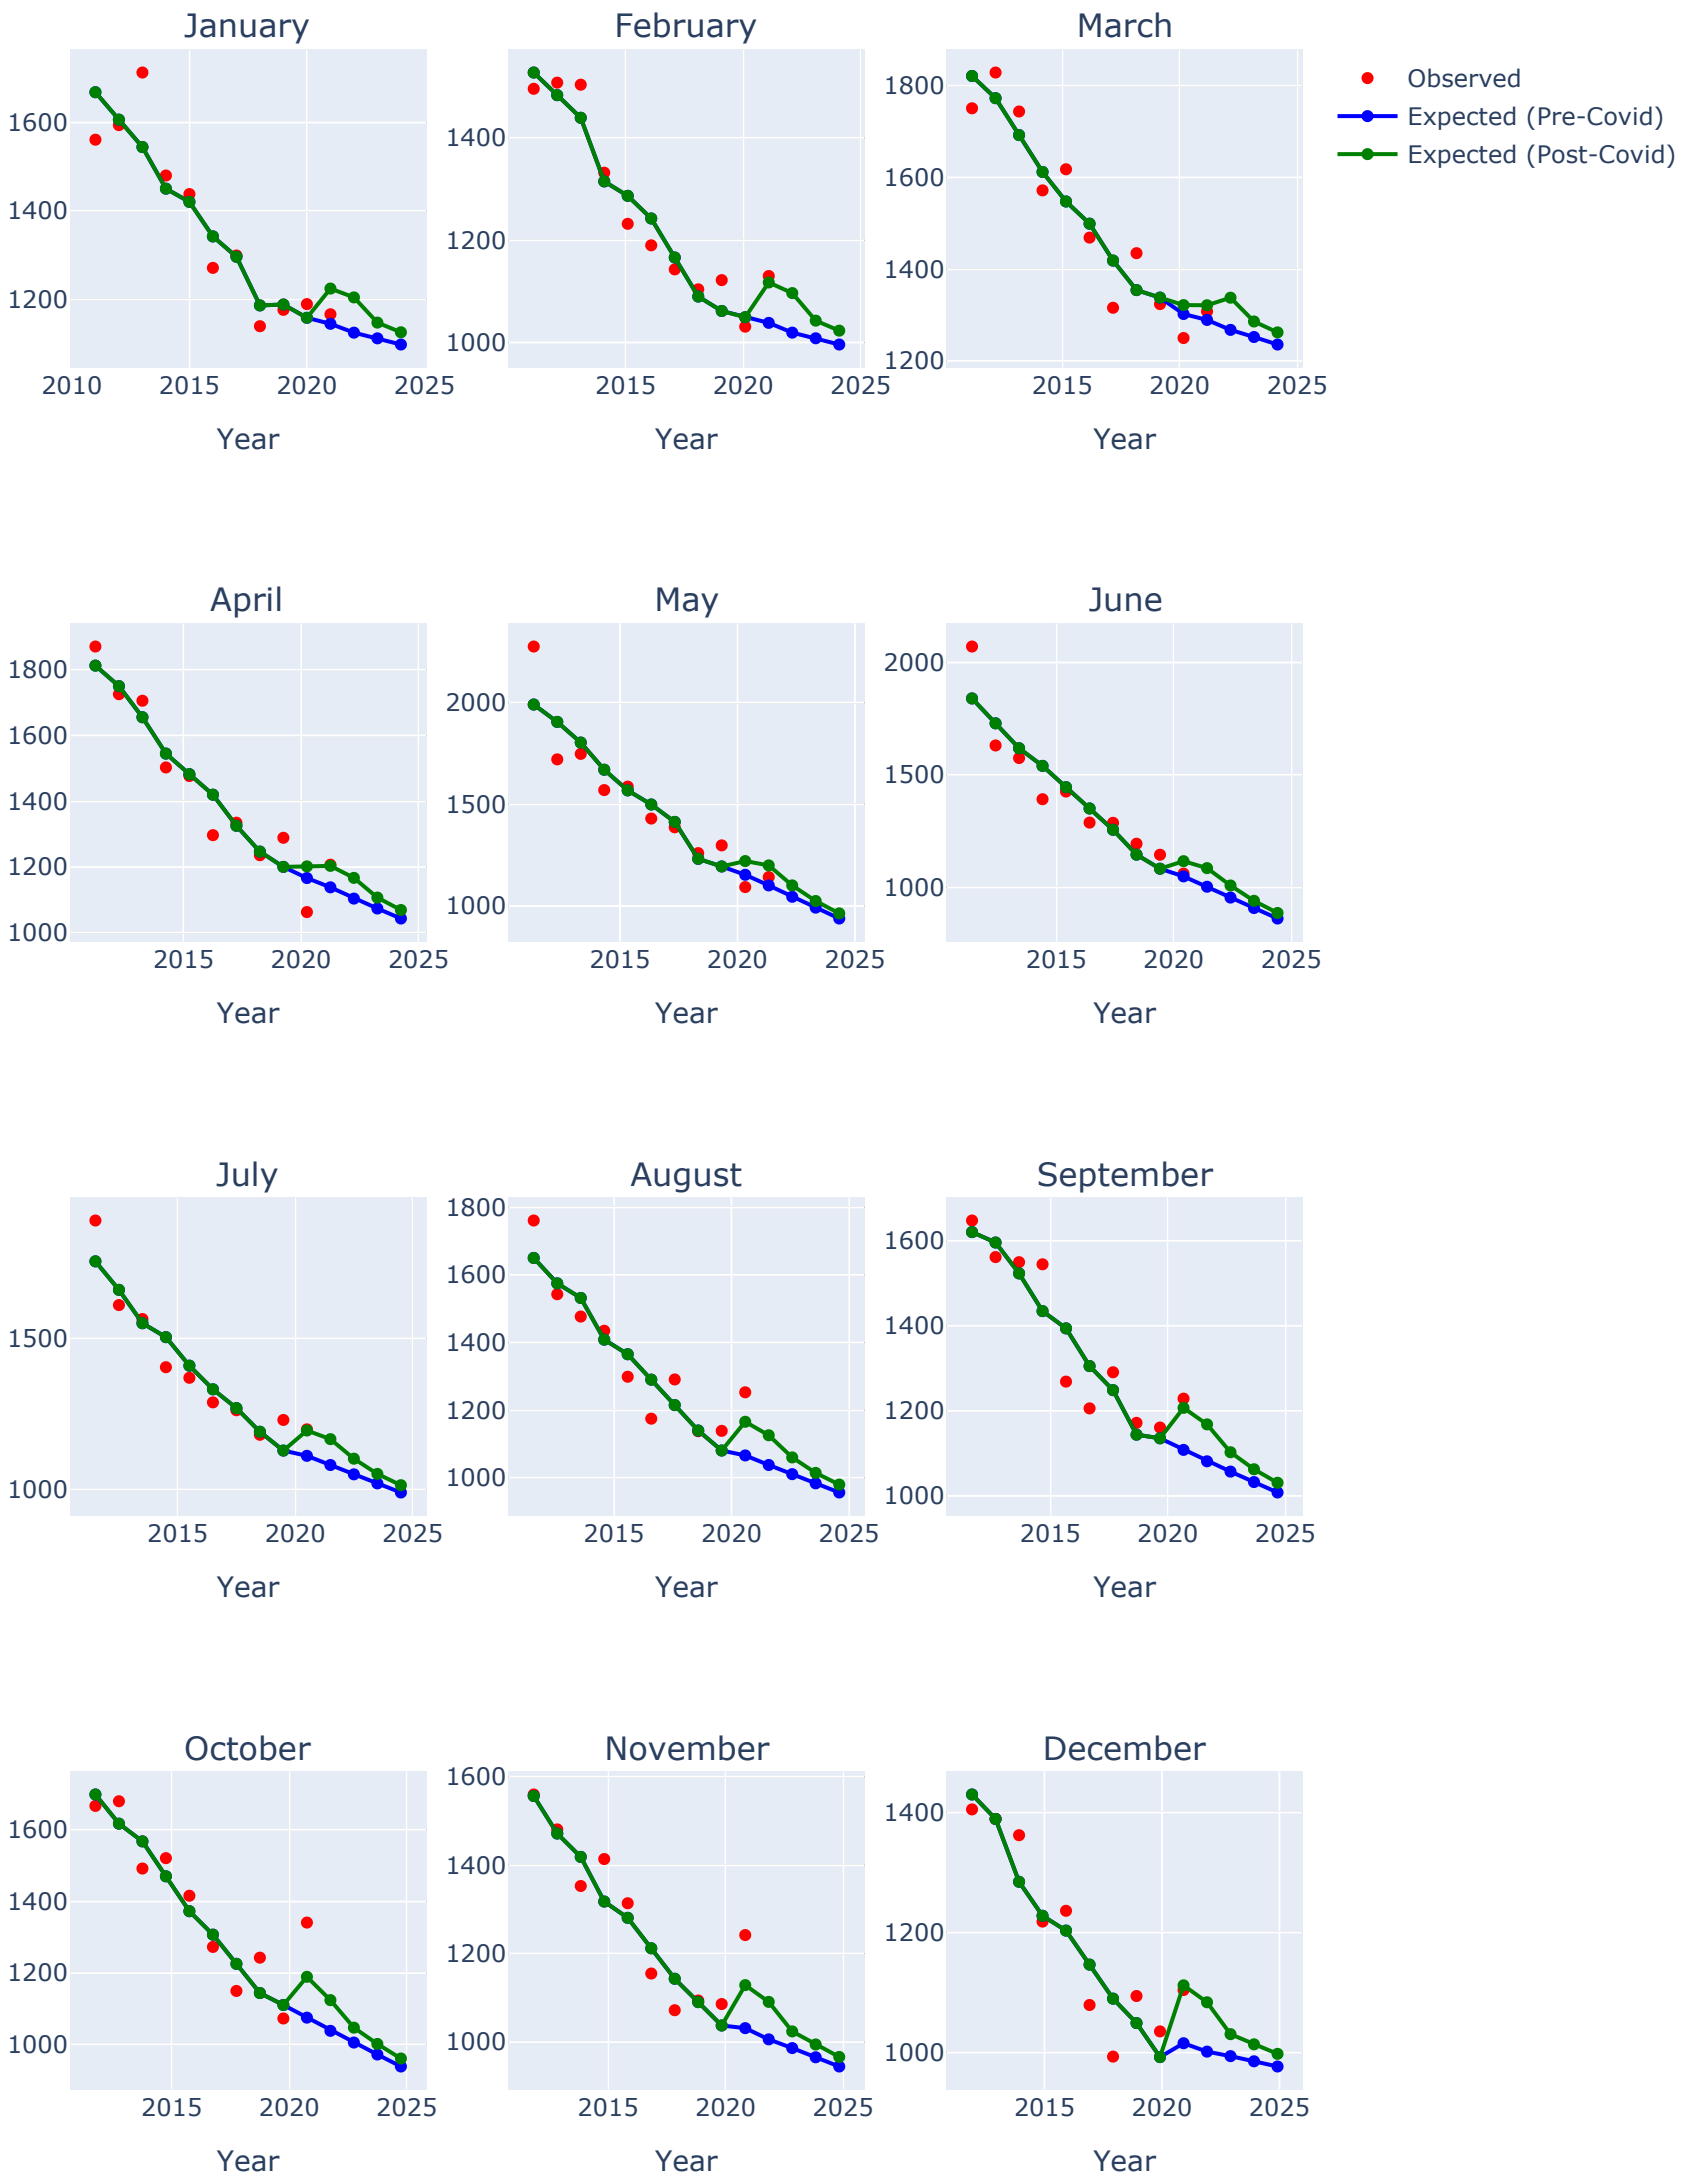 January February March
Observed
Expected (Pre-Covid)
Expected (Post-Covid)
1600
1400
1200
2010 2015 2020 2025
Year
1400
1200
1000
2015 2020 2025
Year
1800
1600
1400
1200
2015 2020 2025
Year
April May June
1800
1600
1400
1200
1000
2015 2020 2025
Year
2000
1500
1000
2015 2020 2025
Year
2000
1500
1000
2015 2020 2025
Year
July August September
1500
1000
2015 2020 2025
Year
1800
1600
1400
1200
1000
2015 2020 2025
Year
1600
1400
1200
1000
2015 2020 2025
Year
October November December
1600
1400
1200
1000
2015 2020 2025
Year
1600
1400
1200
1000
2015 2020 2025
Year
1400
1200
1000
2015 2020 2025
Year